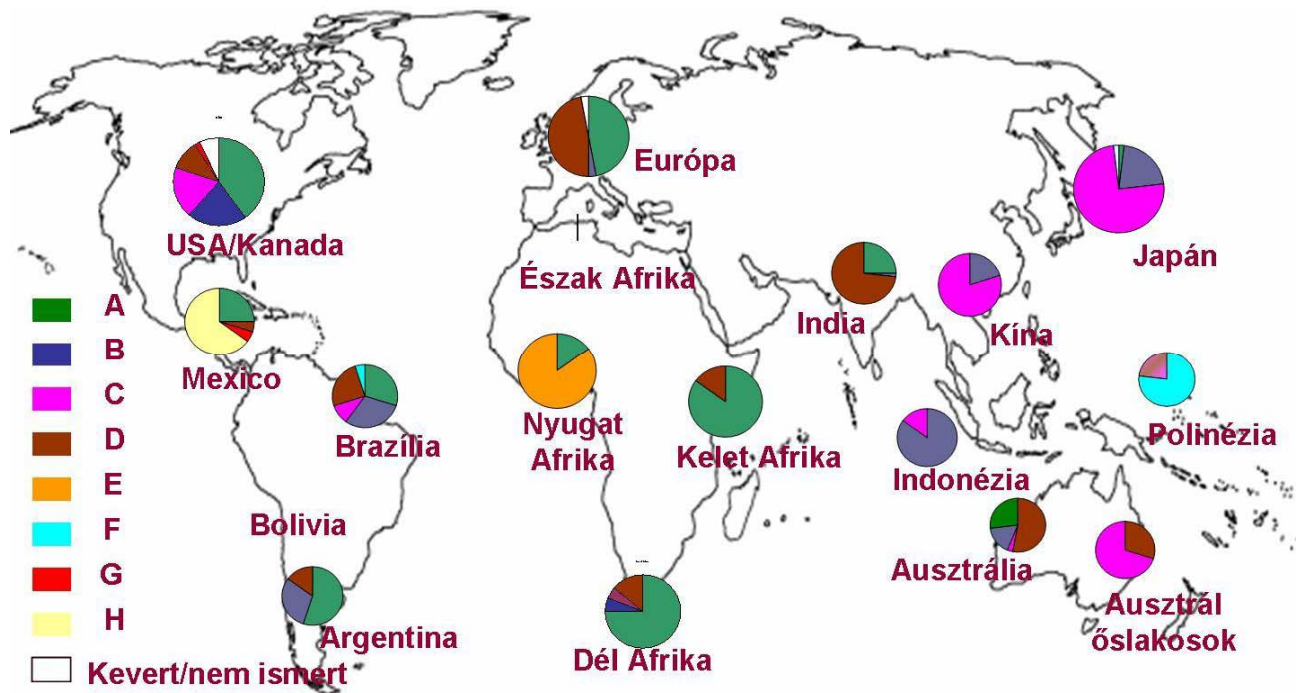 Európa
USA/Kanada
Japán
Észak Afrika
India
Kína
A
B
Mexico
C
Brazília
Nyugat
Afrika
Kelet Afrika
Polinézia
D
Indonézia
E
Bolivia
F
Ausztrália
G
Ausztrál
őslakosok
H
Argentina
Dél Afrika
Kevert/nem ismert